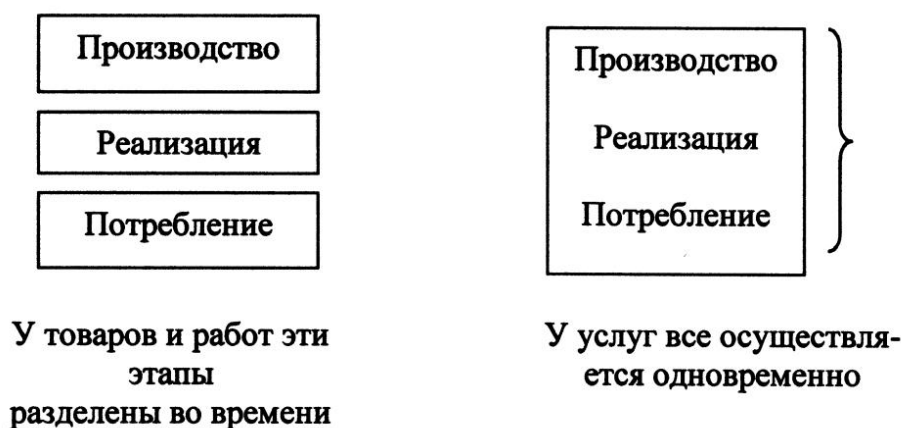 Производство
Реализация
Потребление
У товаров и работ эти
этапы
разделены во времени
Производство
Реализация
Потребление
У услуг все осуществля-
ется одновременно